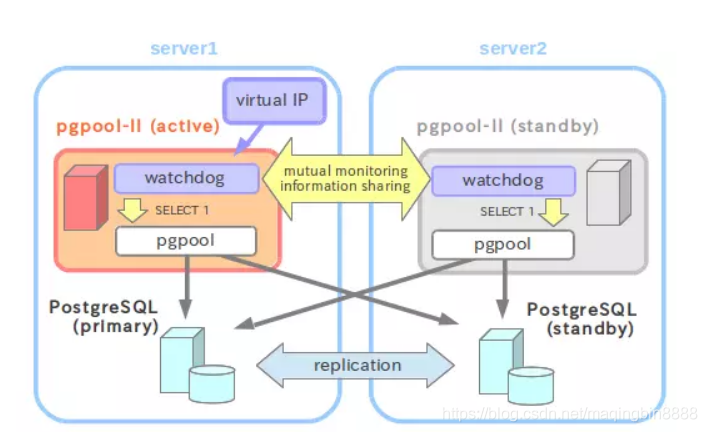 server1
server2
virtual IP
pgpool-II (active)
pgpool-II (standby)
watchdog
mutual monitoring
information sharing
watchdog
SELECT 1
SELECT 1
pgpool
pgpool
PostgreSQL
(primary)
PostgreSQL
(standby)
replication
https://blog.csdn.net/maqingbin8888